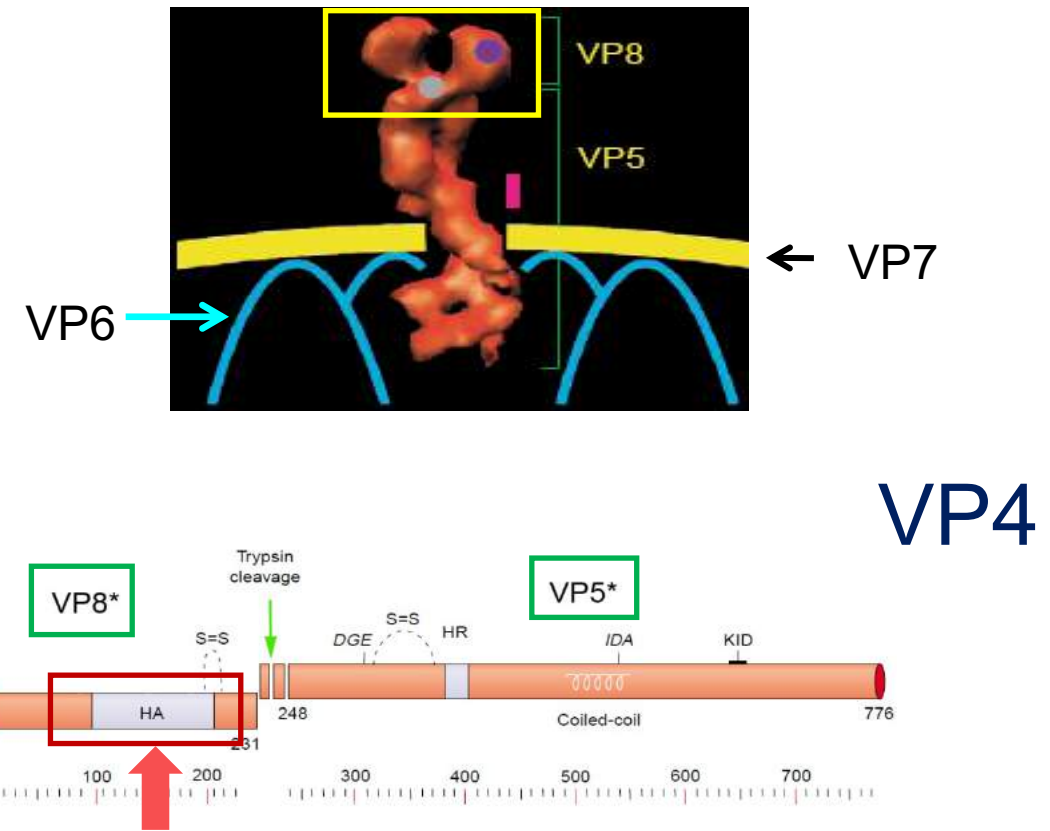 VP8
VP5
VP7
VP6
VP4
Trypsin
cleavage
VP8*
VP5*
S=S
DGE
S=S
HR
IDA
KID
HA
231
248
Coiled-coil
776
100
200
300
400
500
600
700